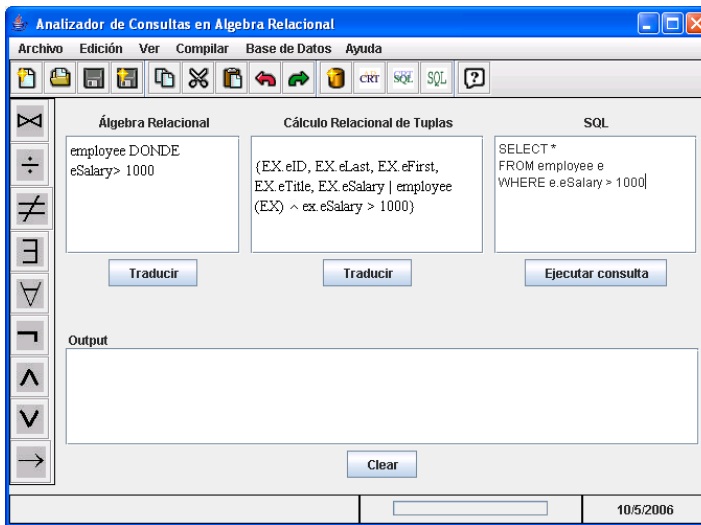 Analizador de Consultas en Algebra Relacional
Archivo Edición Ver Compilar Base de Datos Ayuda
CRT SQL SQL ?
Álgebra Relacional
employee DONDE
eSalary> 1000
Traducir
Cálculo Relacional de Tuplas
{EX.eID, EX.eLast, EX.eFirst,
EX.eTitle, EX.eSalary | employee
(EX) ∧ ex.eSalary > 1000}
Traducir
SQL
SELECT *
FROM employee e
WHERE e.eSalary > 1000
Ejecutar consulta
⋈
÷
≠
∃
∀
¬
∧
∨
→
Output
Clear
10/5/2006